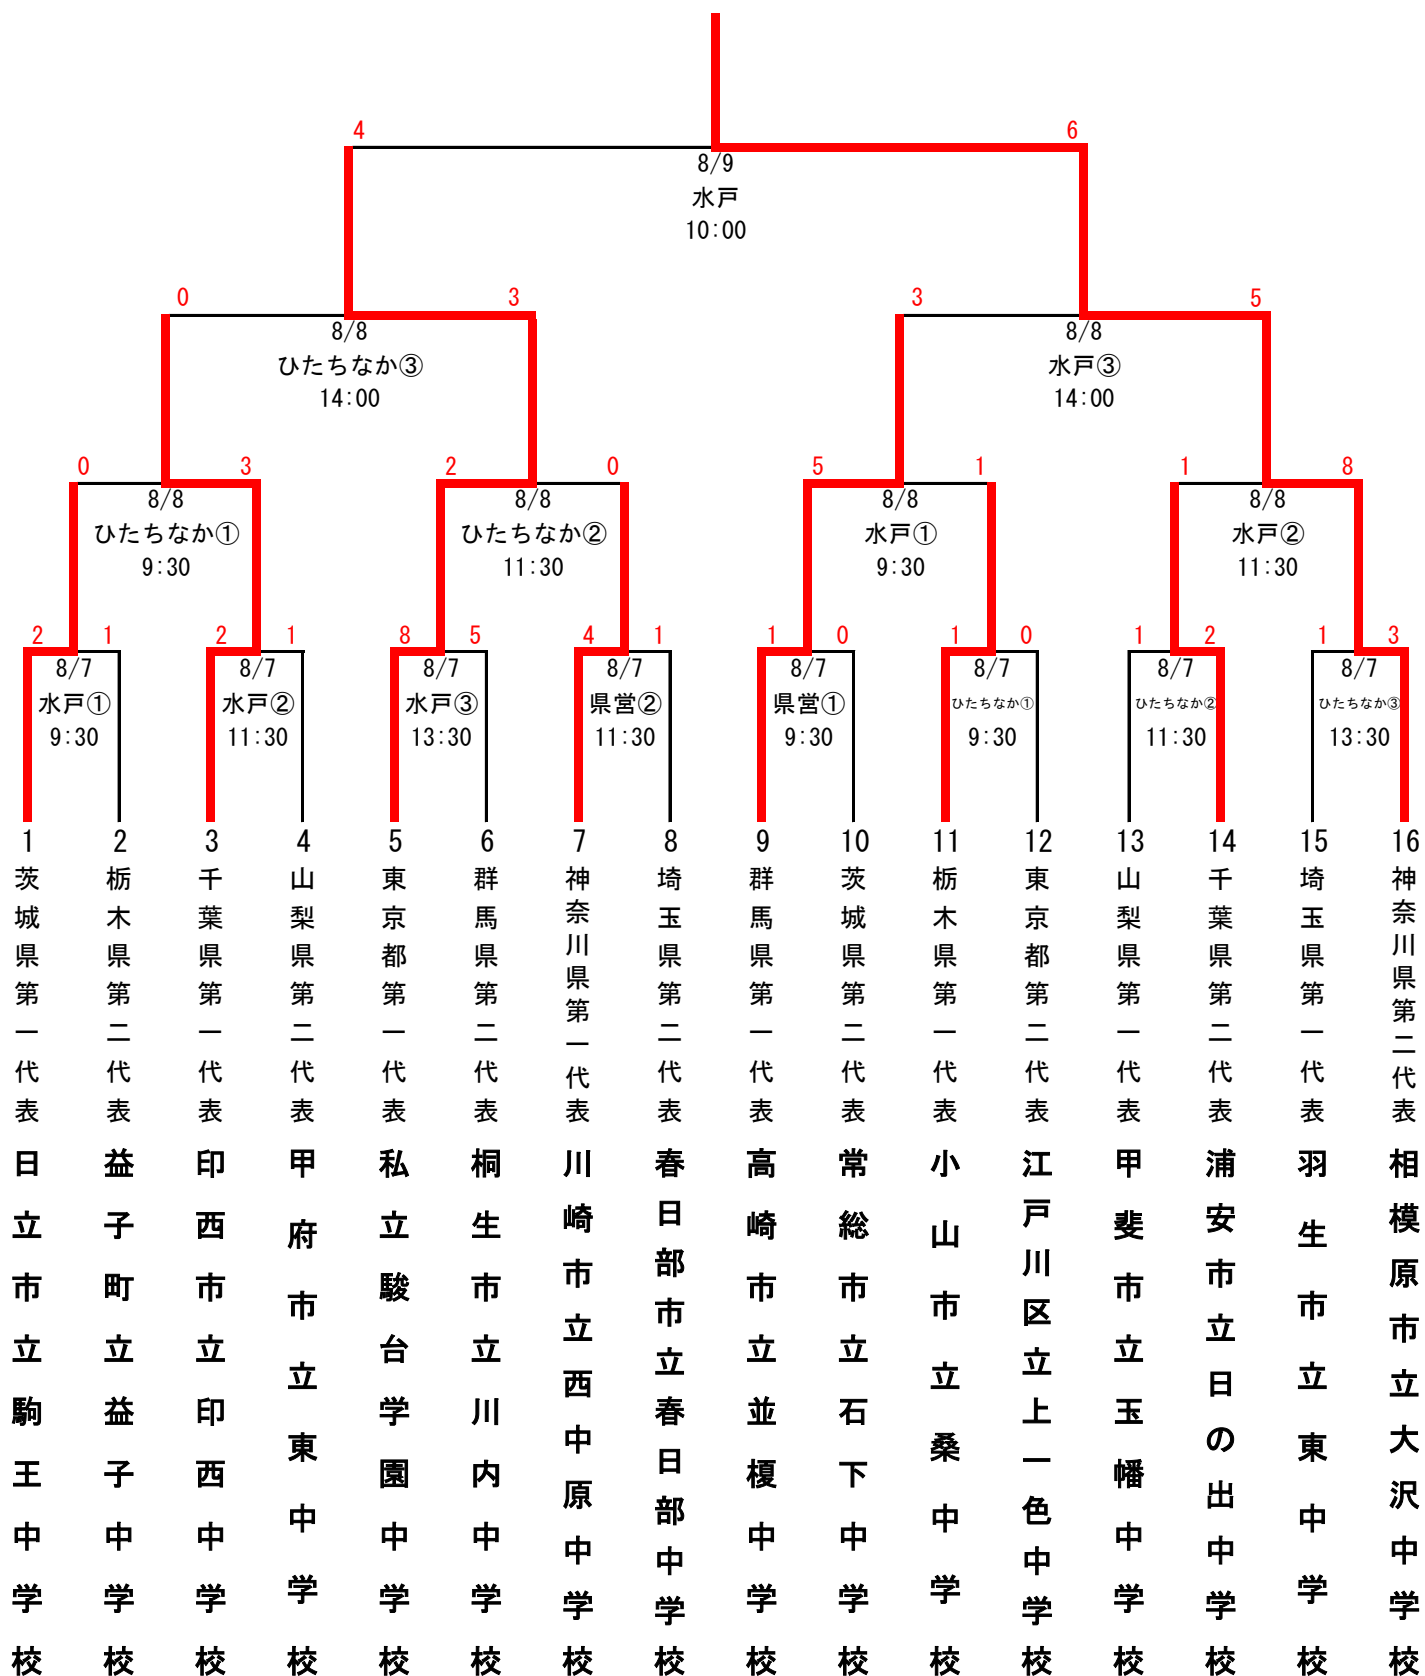 4 6
8/9
水戸
10:00
0 3 3 5
8/8 8/8
ひたちなか③ 水戸③
14:00 14:00
0 3 2 0 5 1 1 8
8/8 8/8 8/8 8/8
ひたちなか① ひたちなか② 水戸① 水戸②
9:30 11:30 9:30 11:30
2 1 2 1 8 5 4 1 1 0 1 0 1 2 1 3
8/7 8/7 8/7 8/7 8/7 8/7 8/7 8/7
水戸① 水戸② 水戸③ 県営② 県営① ひたちなか① ひたちなか② ひたちなか③
9:30 11:30 13:30 11:30 9:30 9:30 11:30 13:30
1 2 3 4 5 6 7 8 9 10 11 12 13 14 15 16
茨城県第一代表
日立市立駒王中学校
栃木県第二代表
益子町立益子中学校
千葉県第一代表
印西市立印西中学校
山梨県第二代表
甲府市立東中学校
東京都第一代表
私立駿台学園中学校
群馬県第二代表
桐生市立川内中学校
神奈川県第一代表
川崎市立西中原中学校
埼玉県第二代表
春日部市立春日部中学校
群馬県第一代表
高崎市立並榎中学校
茨城県第二代表
常総市立石下中学校
栃木県第一代表
小山市立桑中学校
東京都第二代表
江戸川区立上一色中学校
山梨県第一代表
甲斐市立玉幡中学校
千葉県第二代表
浦安市立日の出中学校
埼玉県第一代表
羽生市立東中学校
神奈川県第二代表
相模原市立大沢中学校